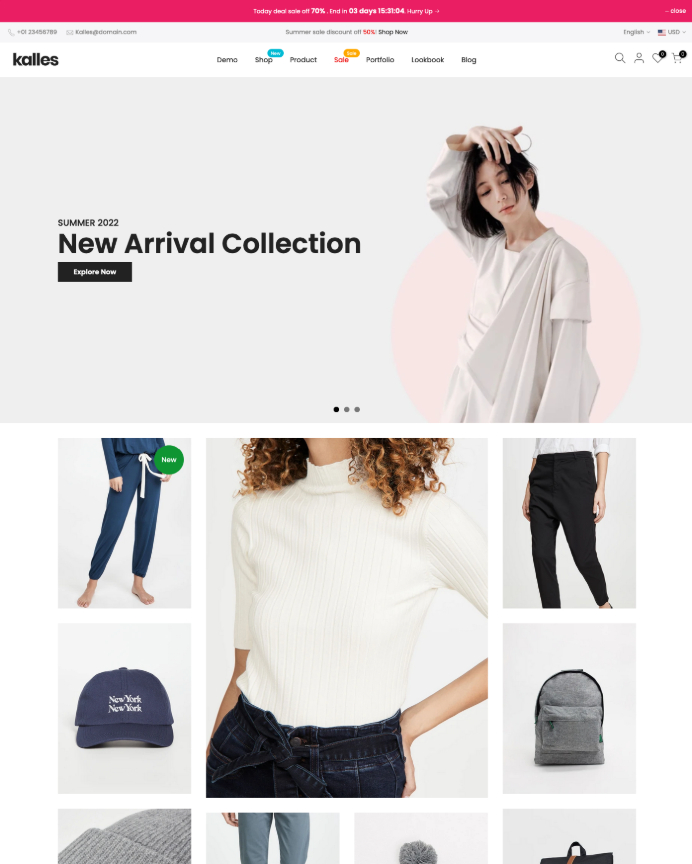 Today deal sale off 70% . End in 03 days 15:31:04. Hurry Up →
close
+01 23456789
Kalles@domain.com
Summer sale discount off 50%! Shop Now
English
USD
kalles
Demo
Shop
New
Product
Sale
Sale
Portfolio
Lookbook
Blog
0
0
SUMMER 2022
New Arrival Collection
Explore Now
New
New York
New York